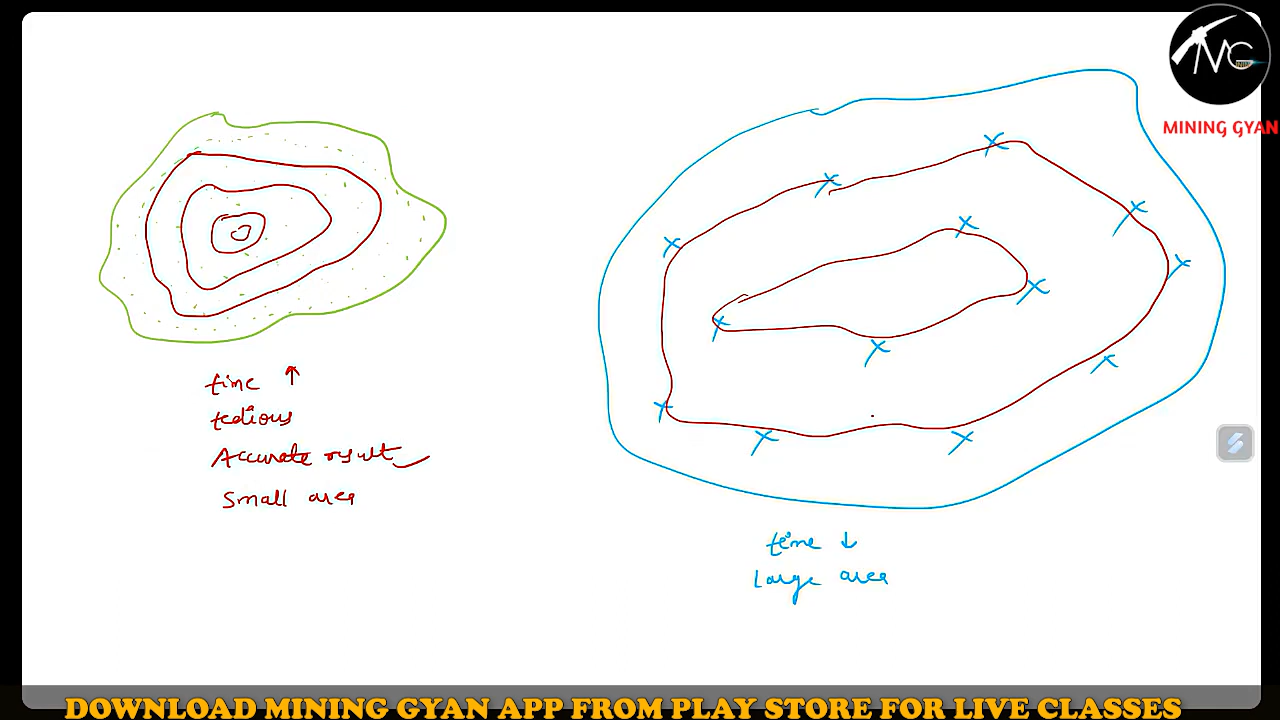 MG
MINING GYAN
time ↑
tedious
Accurate result
Small area
time ↓
Large area
DOWNLOAD MINING GYAN APP FROM PLAY STORE FOR LIVE CLASSES